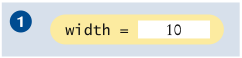 1 width = 10